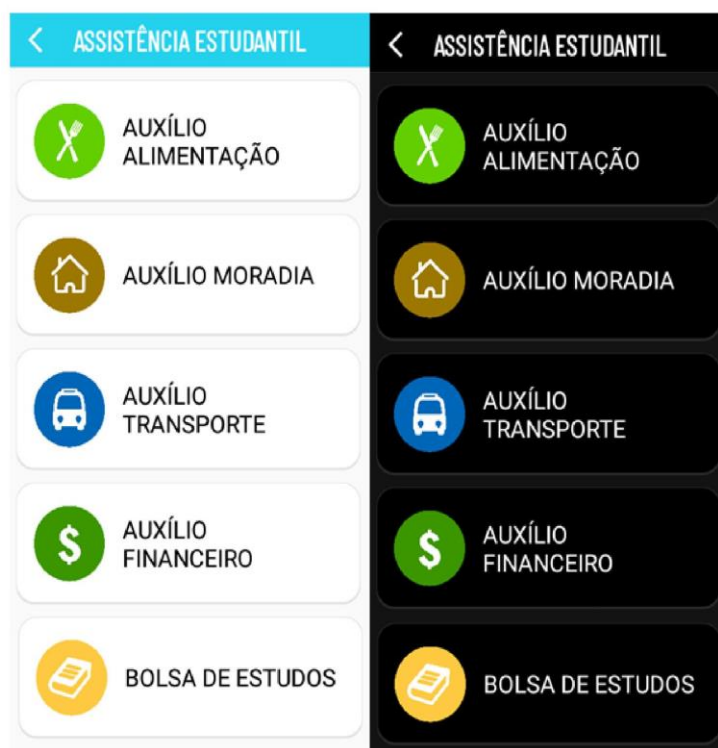 ASSISTÊNCIA ESTUDANTIL
AUXÍLIO
ALIMENTAÇÃO
AUXÍLIO MORADIA
AUXÍLIO
TRANSPORTE
$
AUXÍLIO
FINANCEIRO
BOLSA DE ESTUDOS
ASSISTÊNCIA ESTUDANTIL
AUXÍLIO
ALIMENTAÇÃO
AUXÍLIO MORADIA
AUXÍLIO
TRANSPORTE
$
AUXÍLIO
FINANCEIRO
BOLSA DE ESTUDOS